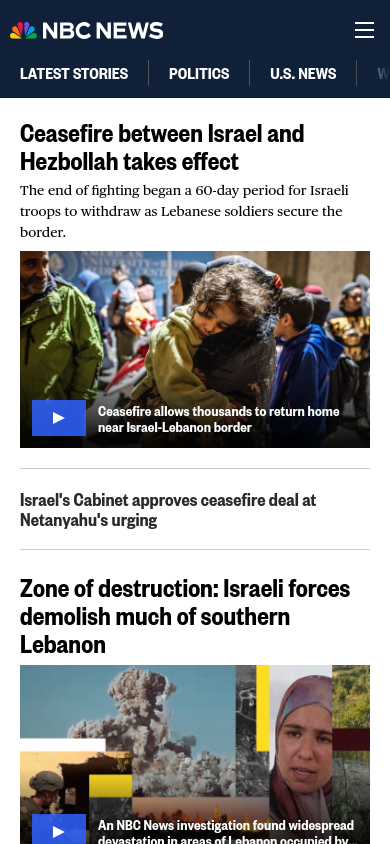 NBC NEWS
LATEST STORIES POLITICS U.S. NEWS
Ceasefire between Israel and
Hezbollah takes effect
The end of fighting began a 60-day period for Israeli
troops to withdraw as Lebanese soldiers secure the
border.
Ceasefire allows thousands to return home
near Israel-Lebanon border
Israel's Cabinet approves ceasefire deal at
Netanyahu's urging
Zone of destruction: Israeli forces
demolish much of southern
Lebanon
An NBC News investigation found widespread
devastation in areas of Lebanon occupied by